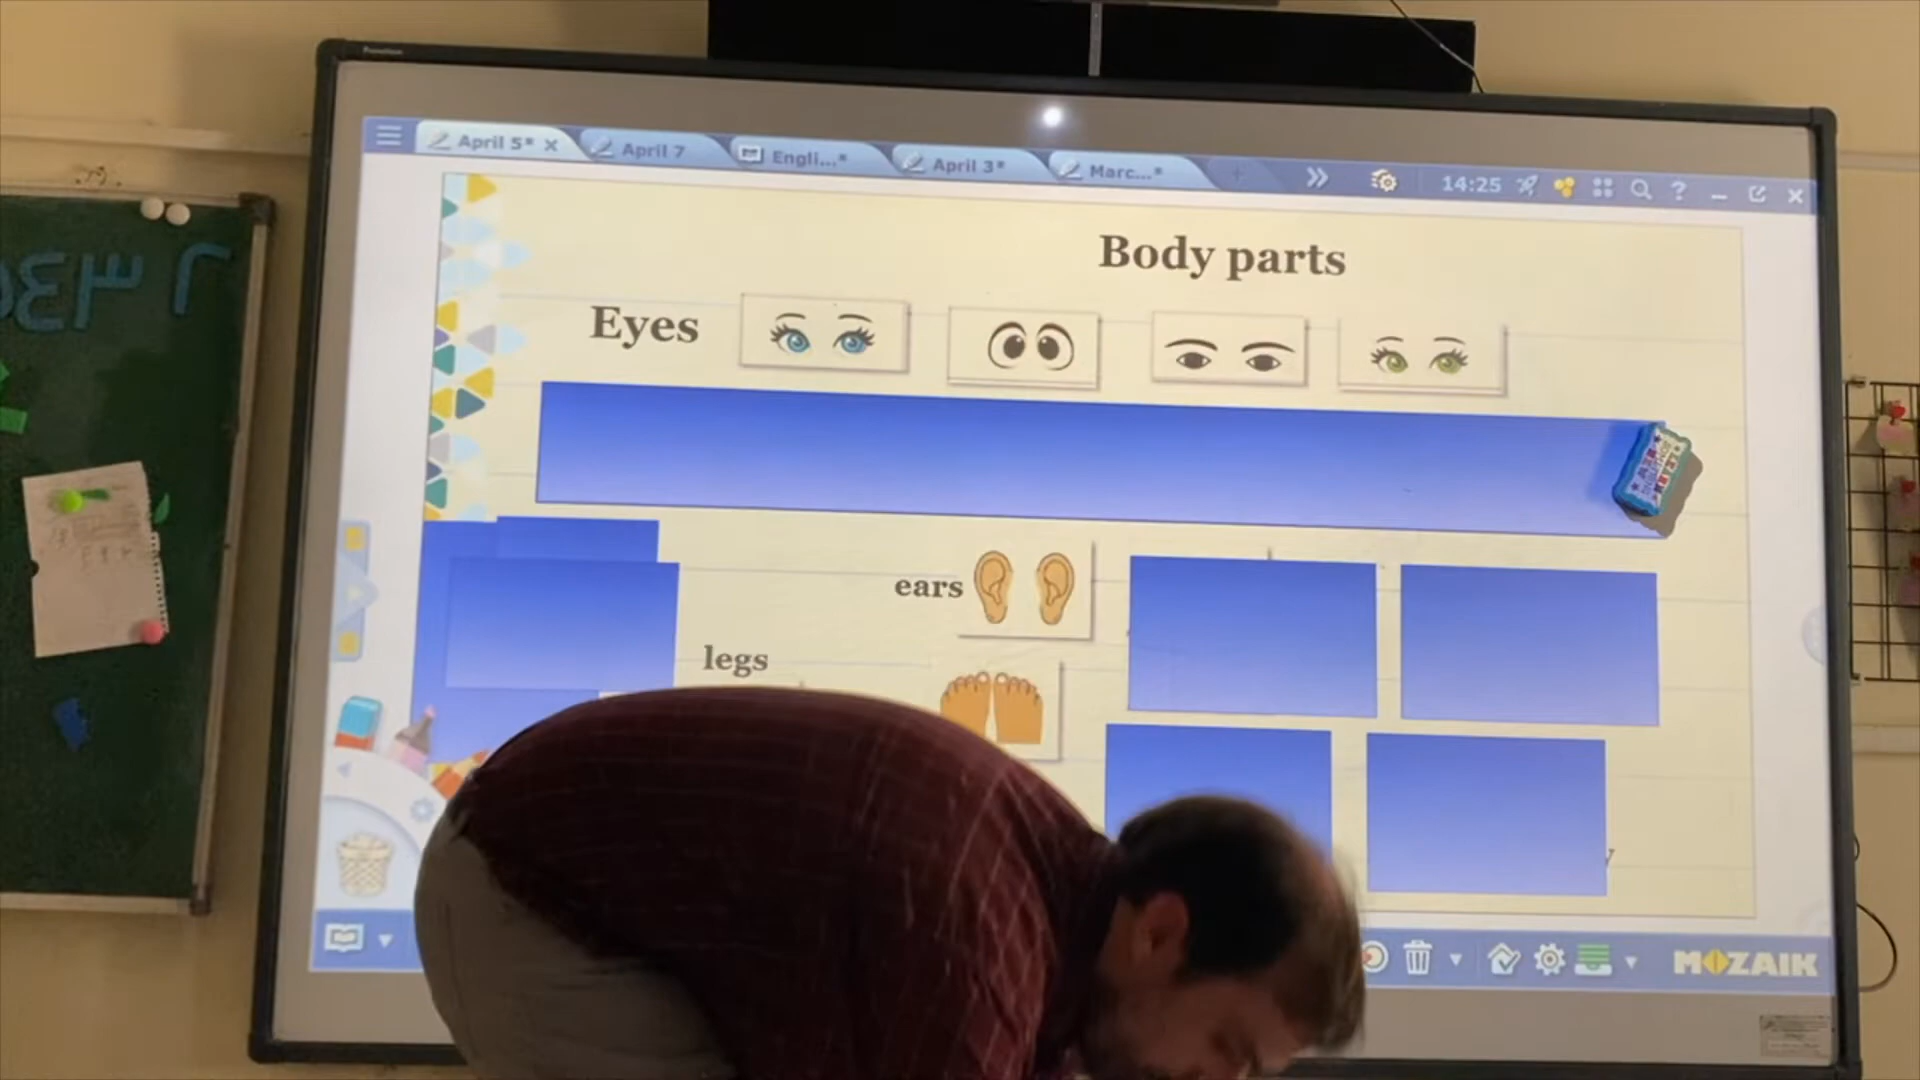 April 5*
April 7
Engli...*
April 3*
Marc...*
14:25
Body parts
Eyes
ears
legs
MOZAIK